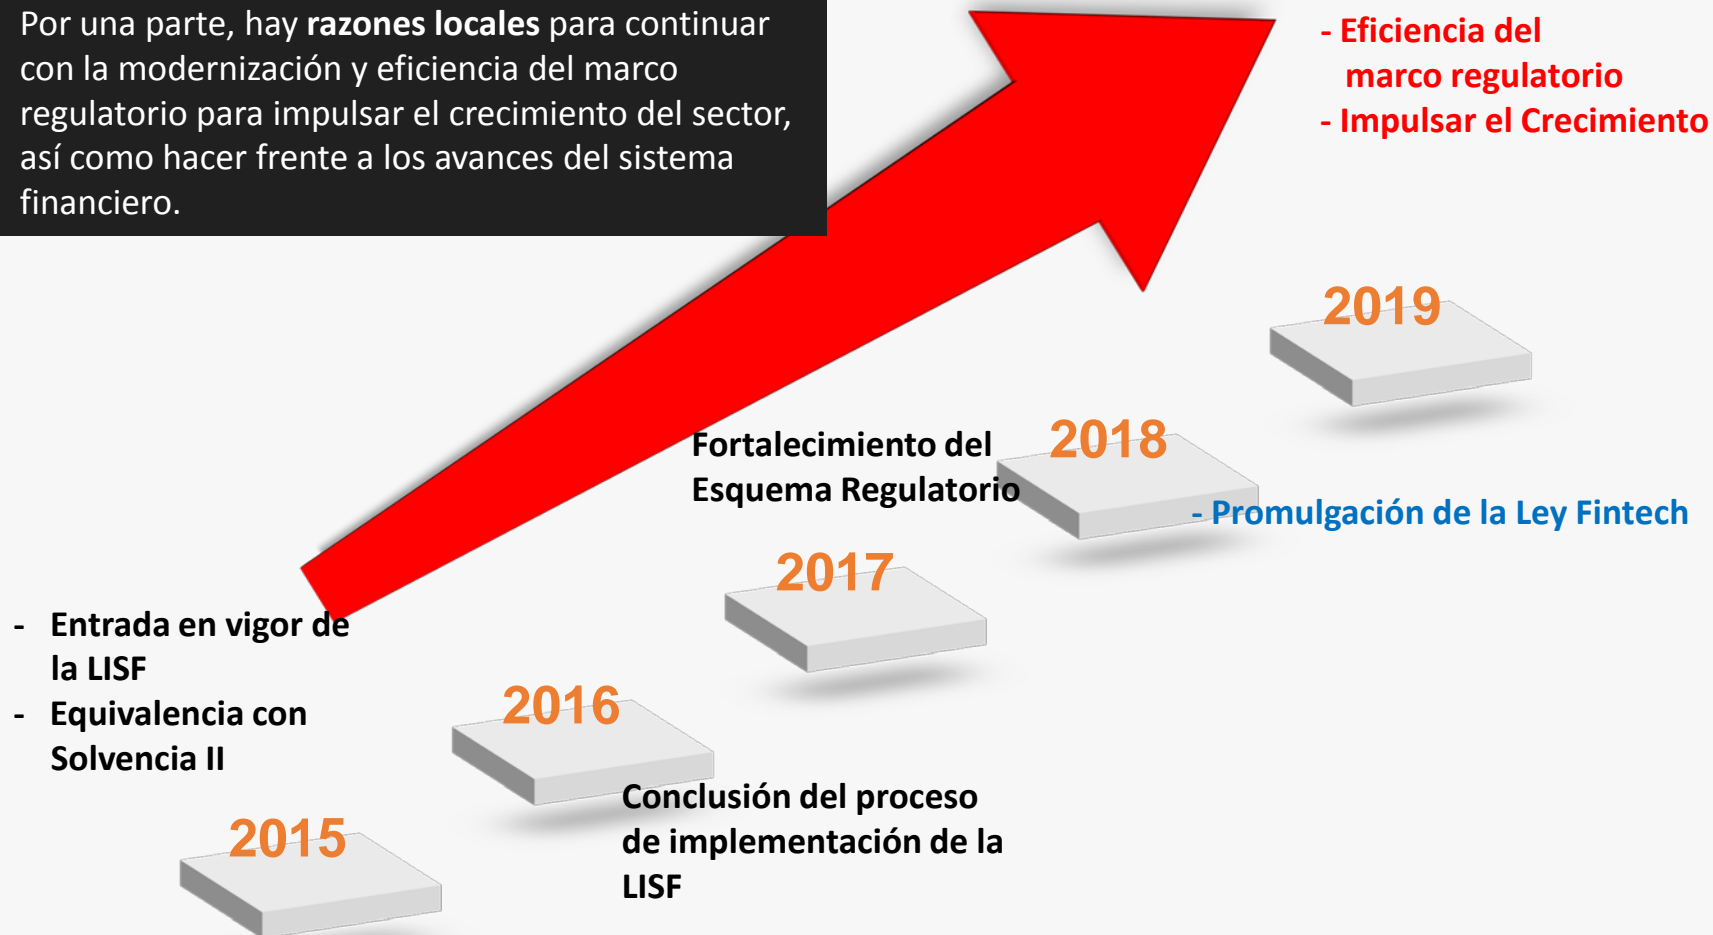 Por una parte, hay razones locales para continuar
con la modernización y eficiencia del marco
regulatorio para impulsar el crecimiento del sector,
así como hacer frente a los avances del sistema
financiero.
- Eficiencia del
marco regulatorio
- Impulsar el Crecimiento
2019
2018
Fortalecimiento del
Esquema Regulatorio
- Promulgación de la Ley Fintech
2017
- Entrada en vigor de
la LISF
- Equivalencia con
Solvencia II
2016
Conclusión del proceso
de implementación de la
LISF
2015